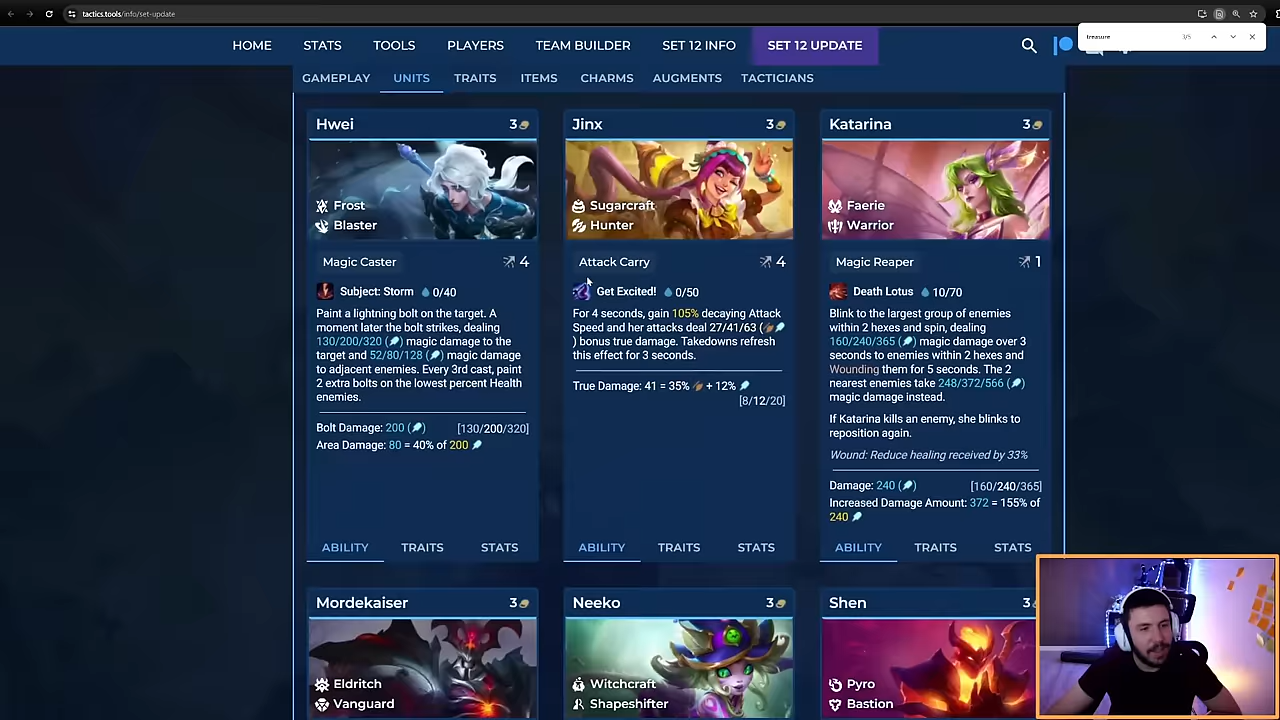 tactics.tools/info/set-update
treasure 3/5
HOME STATS TOOLS PLAYERS TEAM BUILDER SET 12 INFO SET 12 UPDATE
GAMEPLAY UNITS TRAITS ITEMS CHARMS AUGMENTS TACTICIANS
Hwei 3
Frost
Blaster
Magic Caster 4
Subject: Storm 0/40
Paint a lightning bolt on the target. A
moment later the bolt strikes, dealing
130/200/320 ( ) magic damage to the
target and 52/80/128 ( ) magic damage
to adjacent enemies. Every 3rd cast, paint
2 extra bolts on the lowest percent Health
enemies.
Bolt Damage: 200 ( ) [130/200/320]
Area Damage: 80 = 40% of 200
ABILITY TRAITS STATS
Jinx 3
Sugarcraft
Hunter
Attack Carry 4
Get Excited! 0/50
For 4 seconds, gain 105% decaying Attack
Speed and her attacks deal 27/41/63 (
) bonus true damage. Takedowns refresh
this effect for 3 seconds.
True Damage: 41 = 35% + 12%
[8/12/20]
ABILITY TRAITS STATS
Katarina 3
Faerie
Warrior
Magic Reaper 1
Death Lotus 10/70
Blink to the largest group of enemies
within 2 hexes and spin, dealing
160/240/365 ( ) magic damage over 3
seconds to enemies within 2 hexes and
Wounding them for 5 seconds. The 2
nearest enemies take 248/372/566 ( )
magic damage instead.
If Katarina kills an enemy, she blinks to
reposition again.
Wound: Reduce healing received by 33%
Damage: 240 ( ) [160/240/365]
Increased Damage Amount: 372 = 155% of
240
ABILITY TRAITS STATS
Mordekaiser 3
Eldritch
Vanguard
Neeko 3
Witchcraft
Shapeshifter
Shen 3
Pyro
Bastion